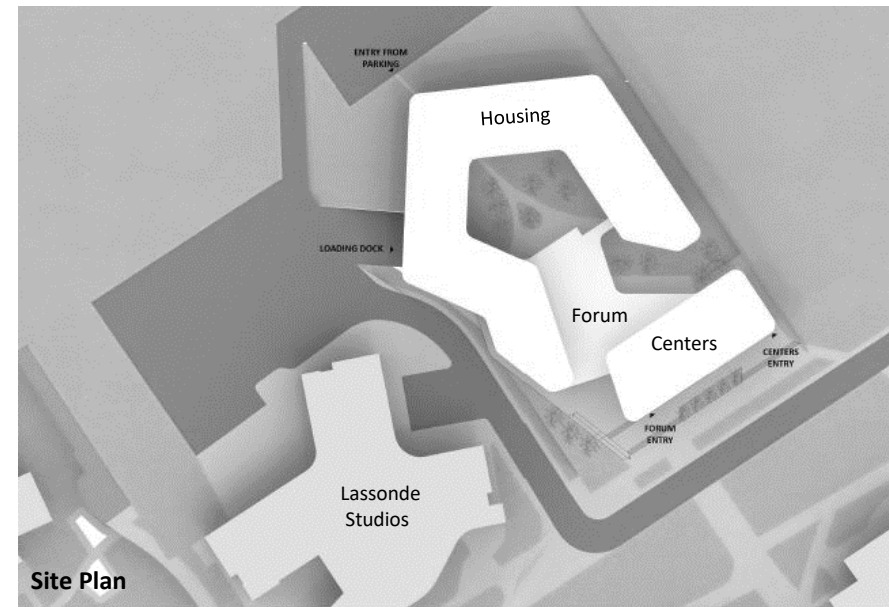 ENTRY FROM
PARKING
Housing
LOADING DOCK
Forum
Centers
CENTERS
ENTRY
FORUM
ENTRY
Lassonde
Studios
Site Plan